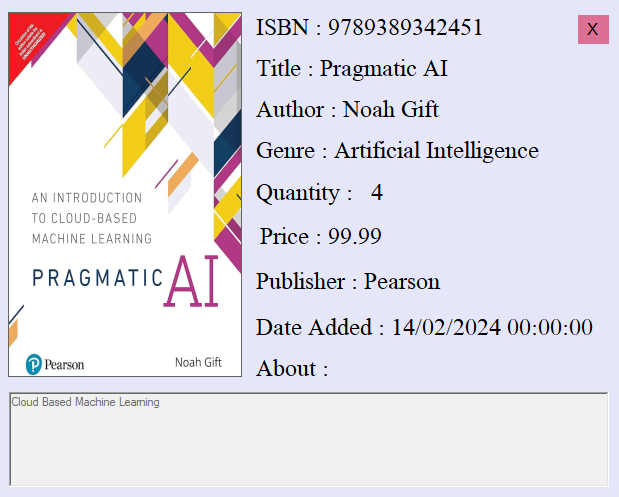 AN INTRODUCTION
TO CLOUD-BASED
MACHINE LEARNING
PRAGMATIC AI
Pearson
Noah Gift
ISBN : 9789389342451
X
Title : Pragmatic AI
Author : Noah Gift
Genre : Artificial Intelligence
Quantity : 4
Price : 99.99
Publisher : Pearson
Date Added : 14/02/2024 00:00:00
About :
Cloud Based Machine Learning